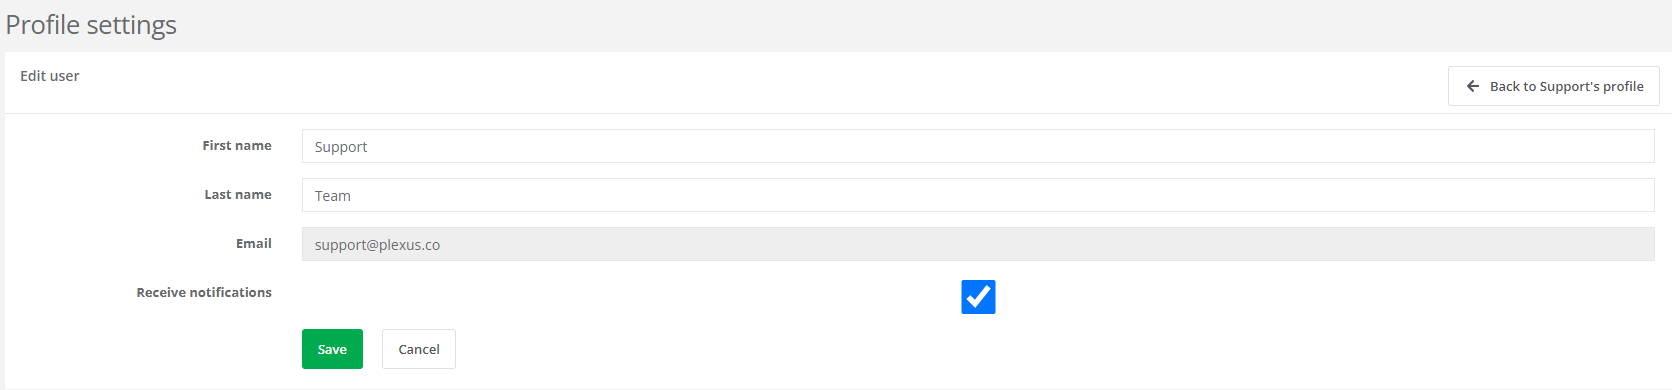 Profile settings
Edit user
Back to Support's profile
First name
Support
Last name
Team
Email
support@plexus.co
Receive notifications
Save
Cancel